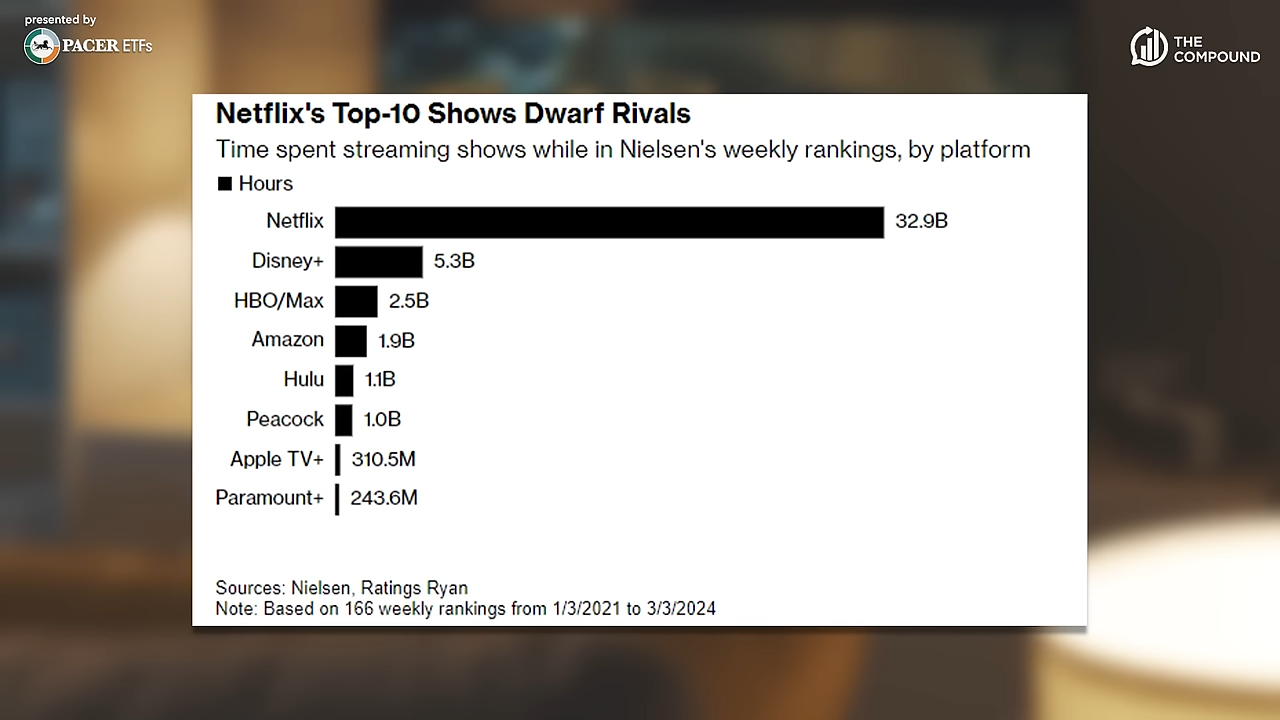 presented by
PACER ETFs
THE
COMPOUND
Netflix's Top-10 Shows Dwarf Rivals
Time spent streaming shows while in Nielsen's weekly rankings, by platform
Hours
Netflix 32.9B
Disney+ 5.3B
HBO/Max 2.5B
Amazon 1.9B
Hulu 1.1B
Peacock 1.0B
Apple TV+ 310.5M
Paramount+ 243.6M
Sources: Nielsen, Ratings Ryan
Note: Based on 166 weekly rankings from 1/3/2021 to 3/3/2024